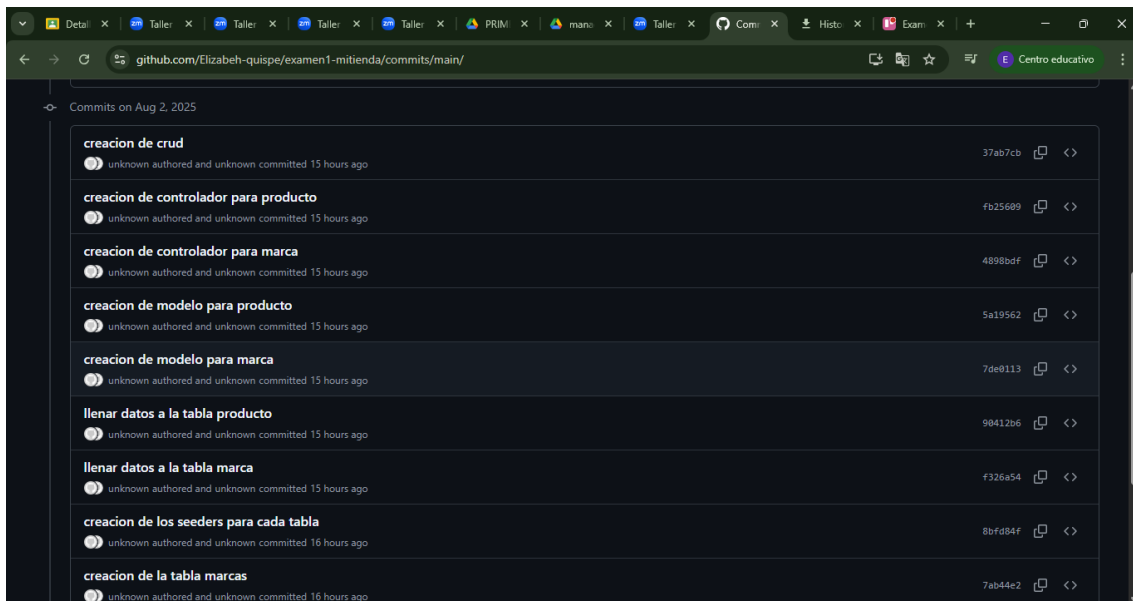 Detal
zm Taller
zm Taller
zm Taller
zm Taller
PRIM
mana
zm Taller
Com
Histo
Exam
github.com/Elizabeh-quispe/examen1-mitienda/commits/main/
E Centro educativo
Commits on Aug 2, 2025
creacion de crud
unknown authored and unknown committed 15 hours ago
37ab7cb
creacion de controlador para producto
unknown authored and unknown committed 15 hours ago
fb25609
creacion de controlador para marca
unknown authored and unknown committed 15 hours ago
4898bdf
creacion de modelo para producto
unknown authored and unknown committed 15 hours ago
5a19562
creacion de modelo para marca
unknown authored and unknown committed 15 hours ago
7de0113
llenar datos a la tabla producto
unknown authored and unknown committed 15 hours ago
90412b6
llenar datos a la tabla marca
unknown authored and unknown committed 15 hours ago
f326a54
creacion de los seeders para cada tabla
unknown authored and unknown committed 16 hours ago
8bfd84f
creacion de la tabla marcas
unknown authored and unknown committed 16 hours ago
7ab44e2